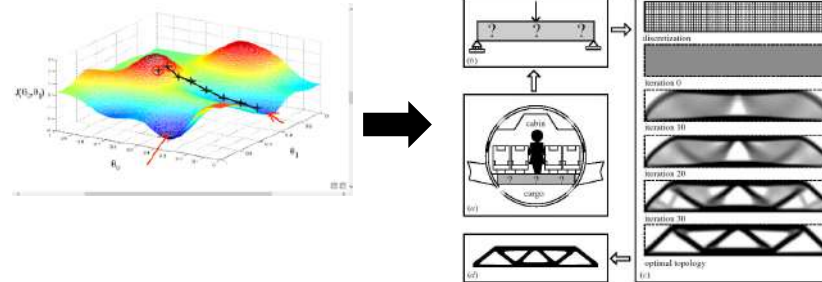 J(θ₀,θ₁)
θ₀
θ₁
? ? ?
(b)
cabin
? ? ?
cargo
(a)
(d)
discretization
iteration 0
iteration 10
iteration 20
iteration 30
optimal topology
(c)